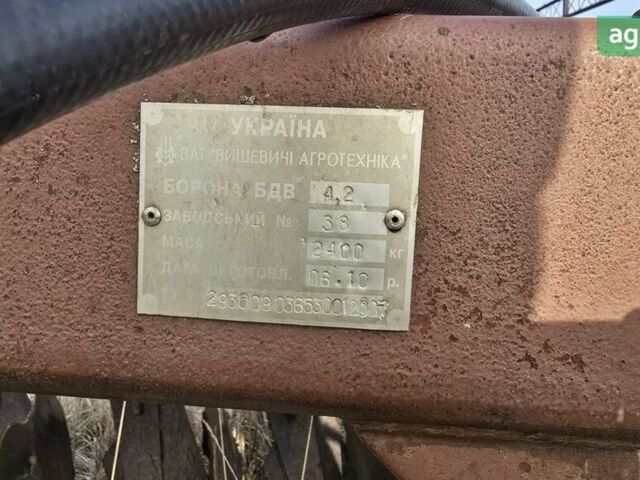 ag
УКРАЇНА
ВАТ "ВИШЕВИЧІ АГРОТЕХНІКА"
БОРОНА БДВ 4,2
ЗАВОДСЬКИЙ № 38
МАСА 2400 кг
ДАТА ВИГОТОВЛ. 06.10 р.
293609036530012007